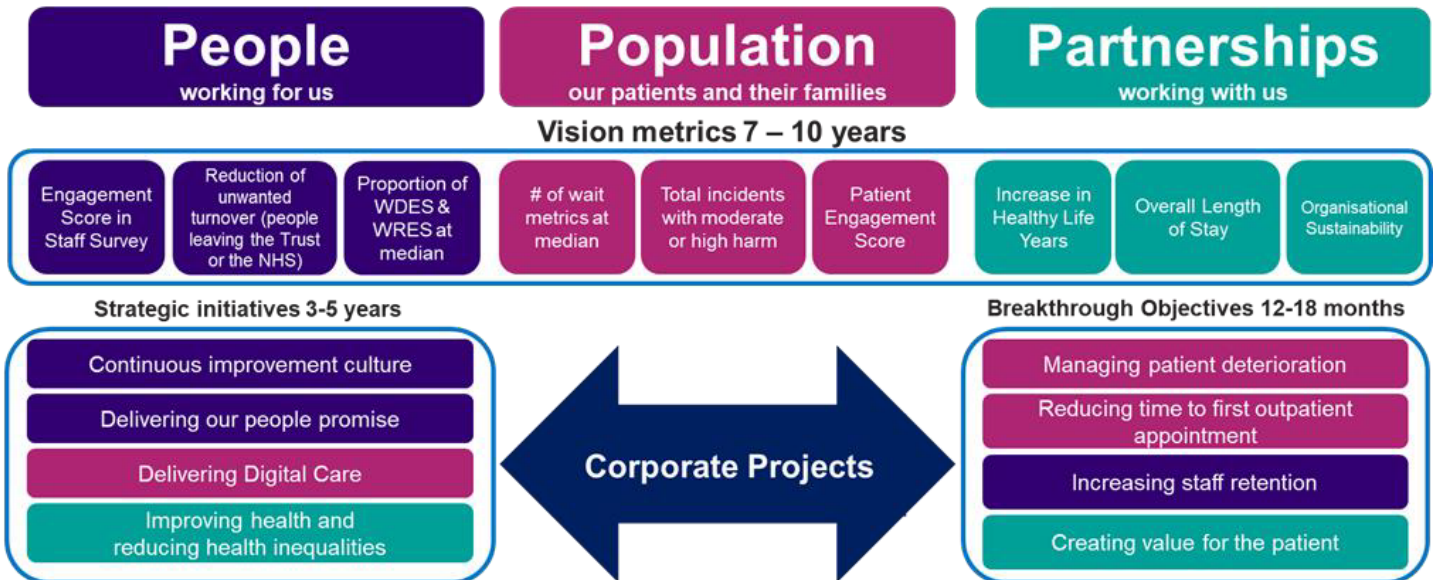 People
working for us
Population
our patients and their families
Partnerships
working with us
Vision metrics 7 – 10 years
Engagement
Score in
Staff Survey
Reduction of
unwanted
turnover (people
leaving the Trust
or the NHS)
Proportion of
WDES &
WRES at
median
# of wait
metrics at
median
Total incidents
with moderate
or high harm
Patient
Engagement
Score
Increase in
Healthy Life
Years
Overall Length
of Stay
Organisational
Sustainability
Strategic initiatives 3-5 years
Continuous improvement culture
Delivering our people promise
Delivering Digital Care
Improving health and
reducing health inequalities
Corporate Projects
Breakthrough Objectives 12-18 months
Managing patient deterioration
Reducing time to first outpatient
appointment
Increasing staff retention
Creating value for the patient